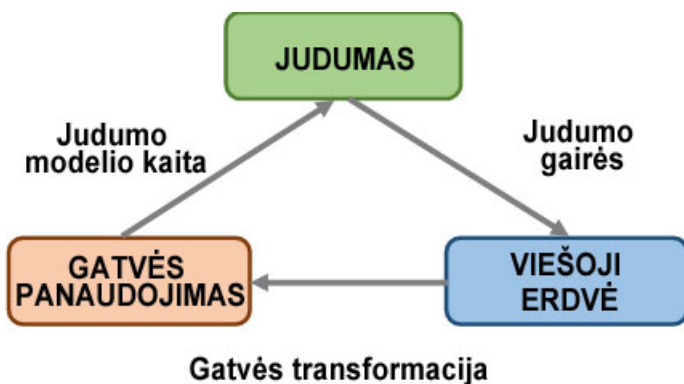 JUDUMAS
Judumo
modelio kaita
Judumo
gairės
GATVĖS
PANAUDOJIMAS
VIEŠOJI
ERDVĖ
Gatvės transformacija